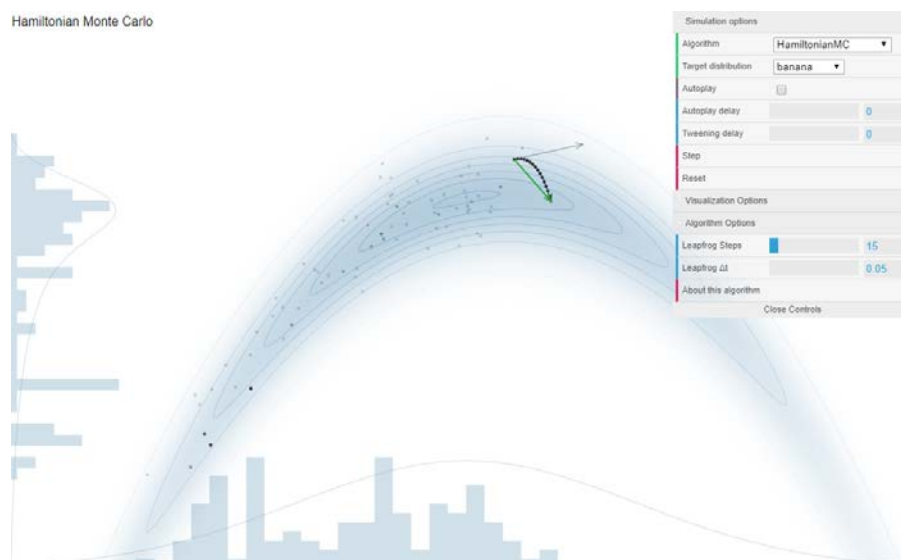 Hamiltonian Monte Carlo
Simulation options
Algorithm HamiltonianMC
Target distribution banana
Autoplay
Autoplay delay 0
Tweening delay 0
Step
Reset
Visualization Options
Algorithm Options
Leapfrog Steps 15
Leapfrog Δt 0.05
About this algorithm
Close Controls